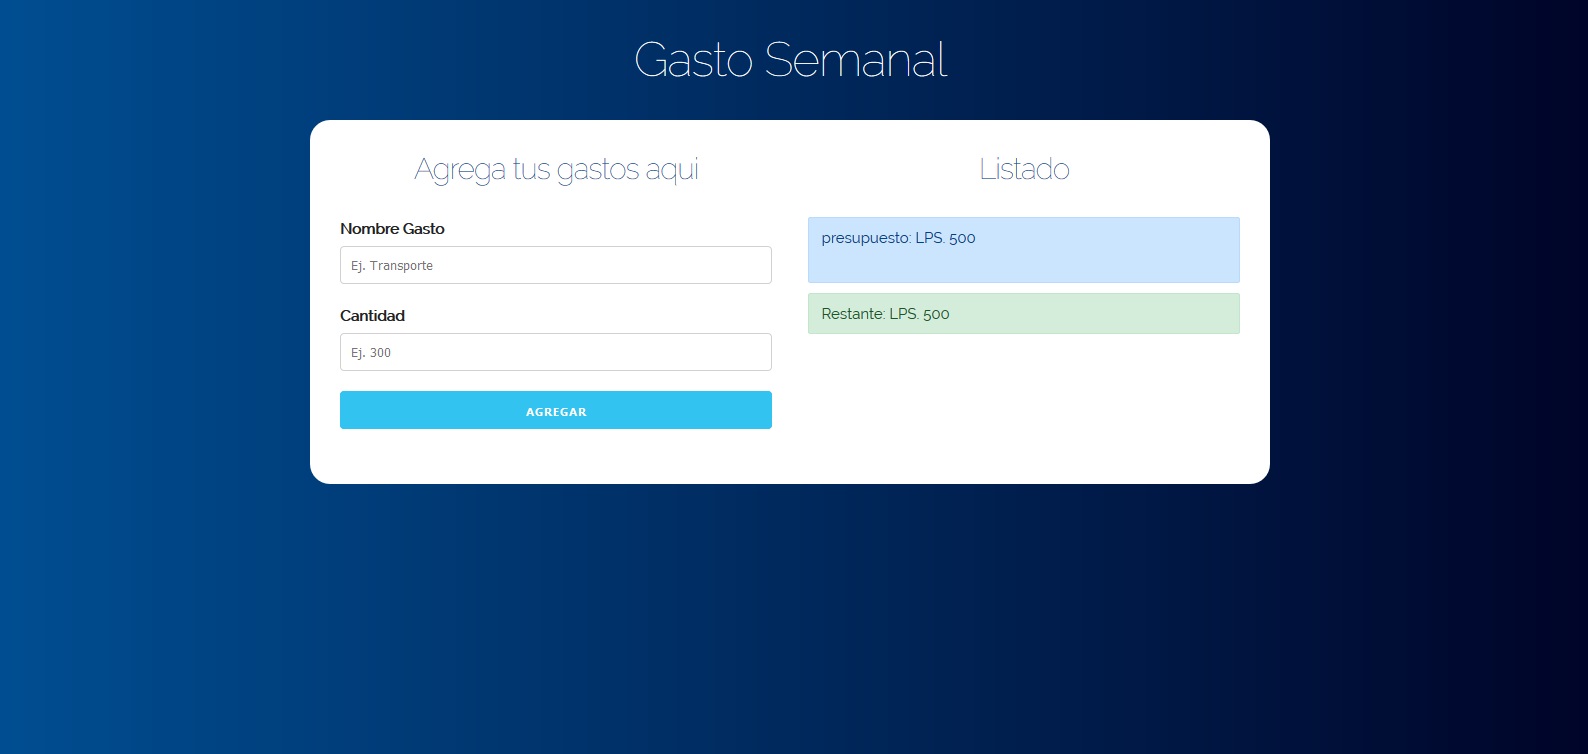 Gasto Semanal
Agrega tus gastos aqui
Nombre Gasto
Ej. Transporte
Cantidad
Ej. 300
AGREGAR
Listado
presupuesto: LPS. 500
Restante: LPS. 500